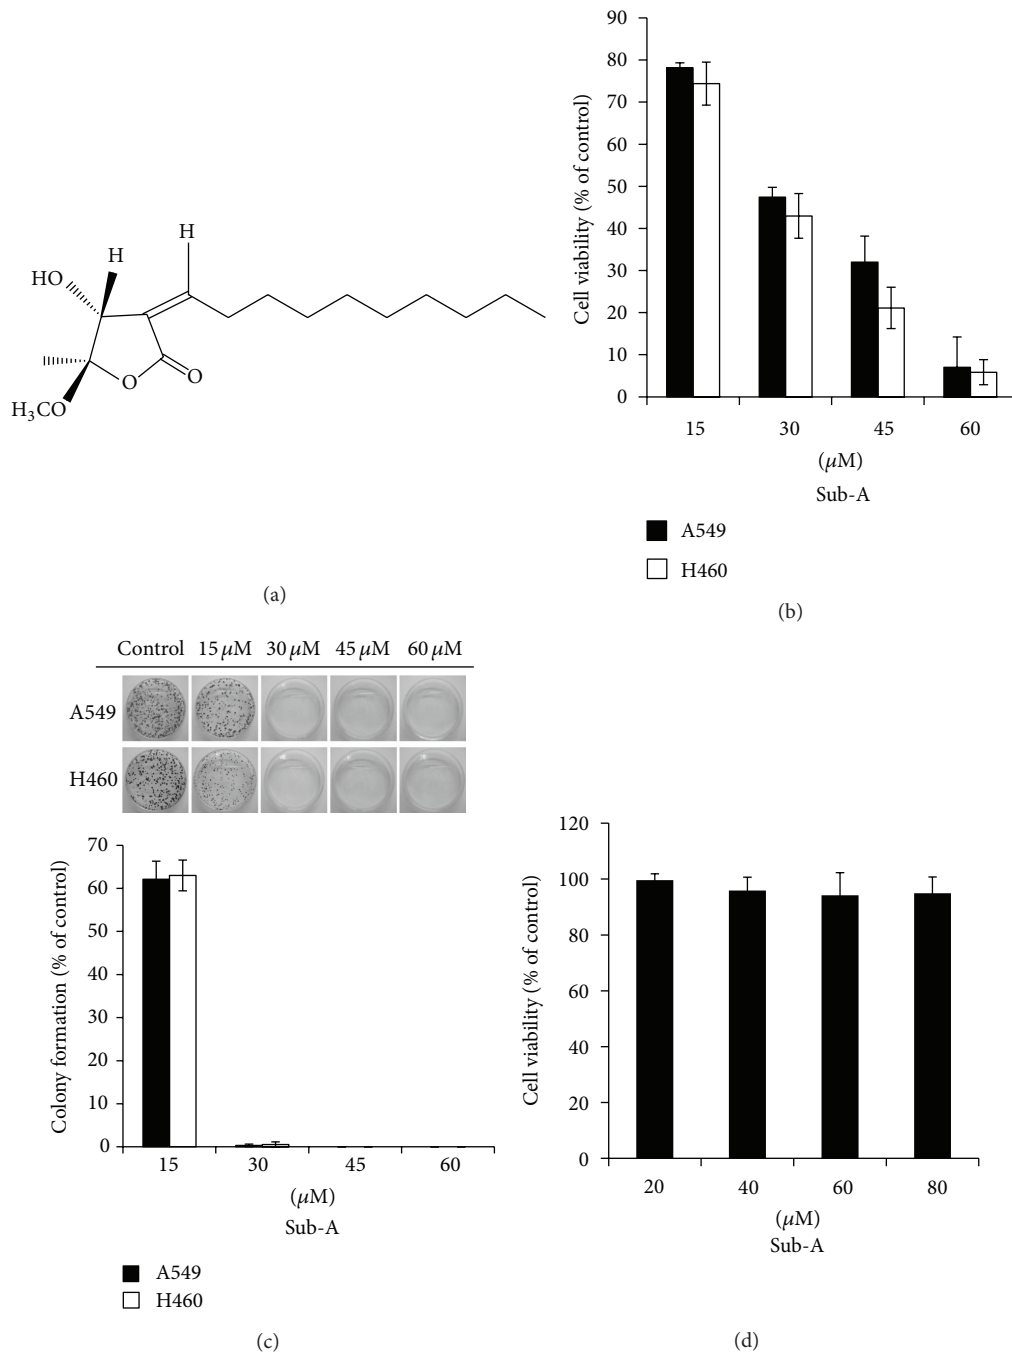 H
H
HO
O
O
H₃CO
(a)
Cell viability (% of control)
90
80
70
60
50
40
30
20
10
0
15 30 45 60
(μM)
Sub-A
A549
H460
(b)
Control 15 μM 30 μM 45 μM 60 μM
A549
H460
Colony formation (% of control)
70
60
50
40
30
20
10
0
15 30 45 60
(μM)
Sub-A
A549
H460
(c)
Cell viability (% of control)
120
100
80
60
40
20
0
20 40 60 80
(μM)
Sub-A
(d)